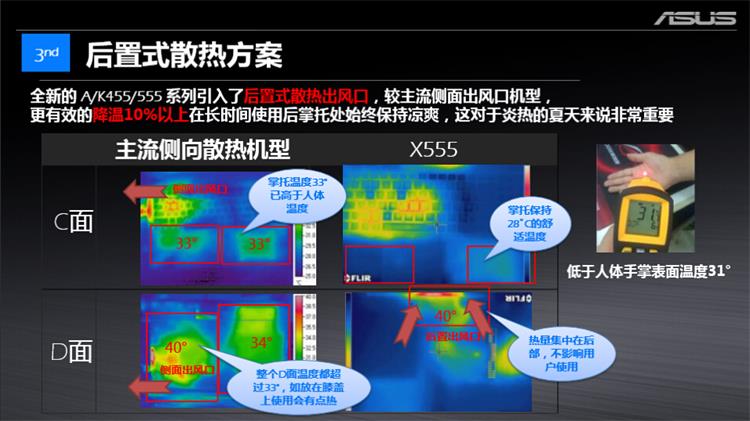 ASUS
3nd
后置式散热方案
全新的 A/K455/555 系列引入了后置式散热出风口，较主流侧面出风口机型，
更有效的降温10%以上在长时间使用后掌托处始终保持凉爽，这对于炎热的夏天来说非常重要
主流侧向散热机型
X555
C面
侧面出风口
掌托温度33°
已高于人体
温度
33°
33°
掌托保持
28°C的舒
适温度
FLIR
低于人体手掌表面温度31°
D面
40°
34°
侧面出风口
整个D面温度都超
过33°，如放在膝盖
上使用会有点热
FLIR
40°
后置出风口
热量集中在后
部，不影响用
户使用